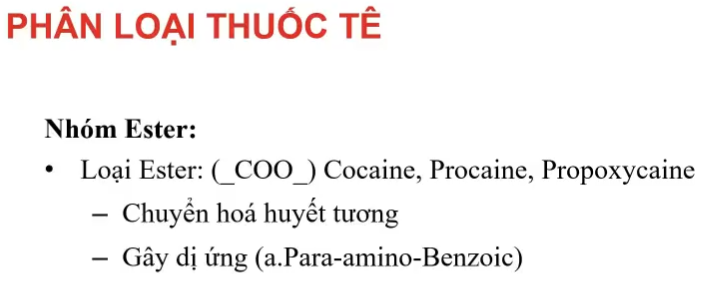 PHÂN LOẠI THUỐC TÊ
Nhóm Ester:
• Loại Ester: (_COO_) Cocaine, Procaine, Propoxycaine
– Chuyển hoá huyết tương
– Gây dị ứng (a.Para-amino-Benzoic)